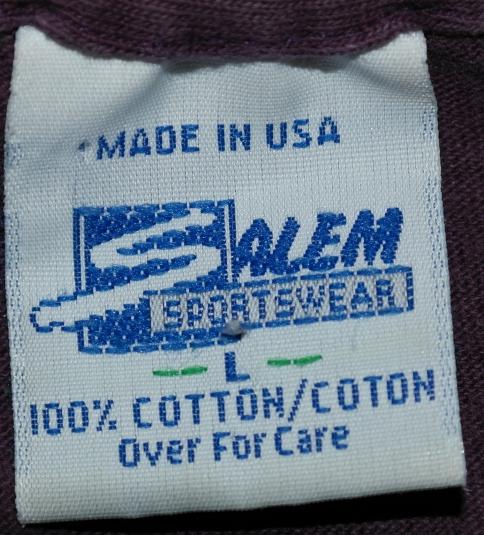 MADE IN USA
SALEM
SPORTSWEAR
L
100% COTTON/COTON
Over For Care